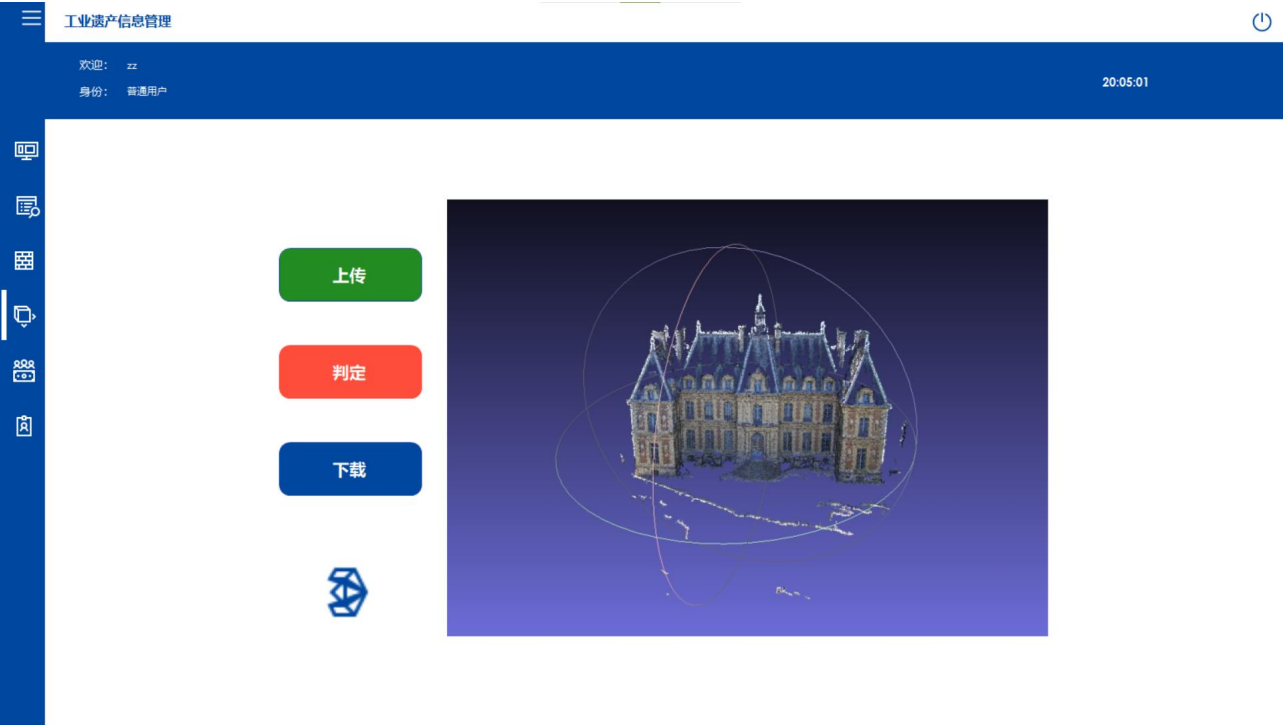 工业遗产信息管理
欢迎： zz
身份： 普通用户
20:05:01
上传
判定
下载